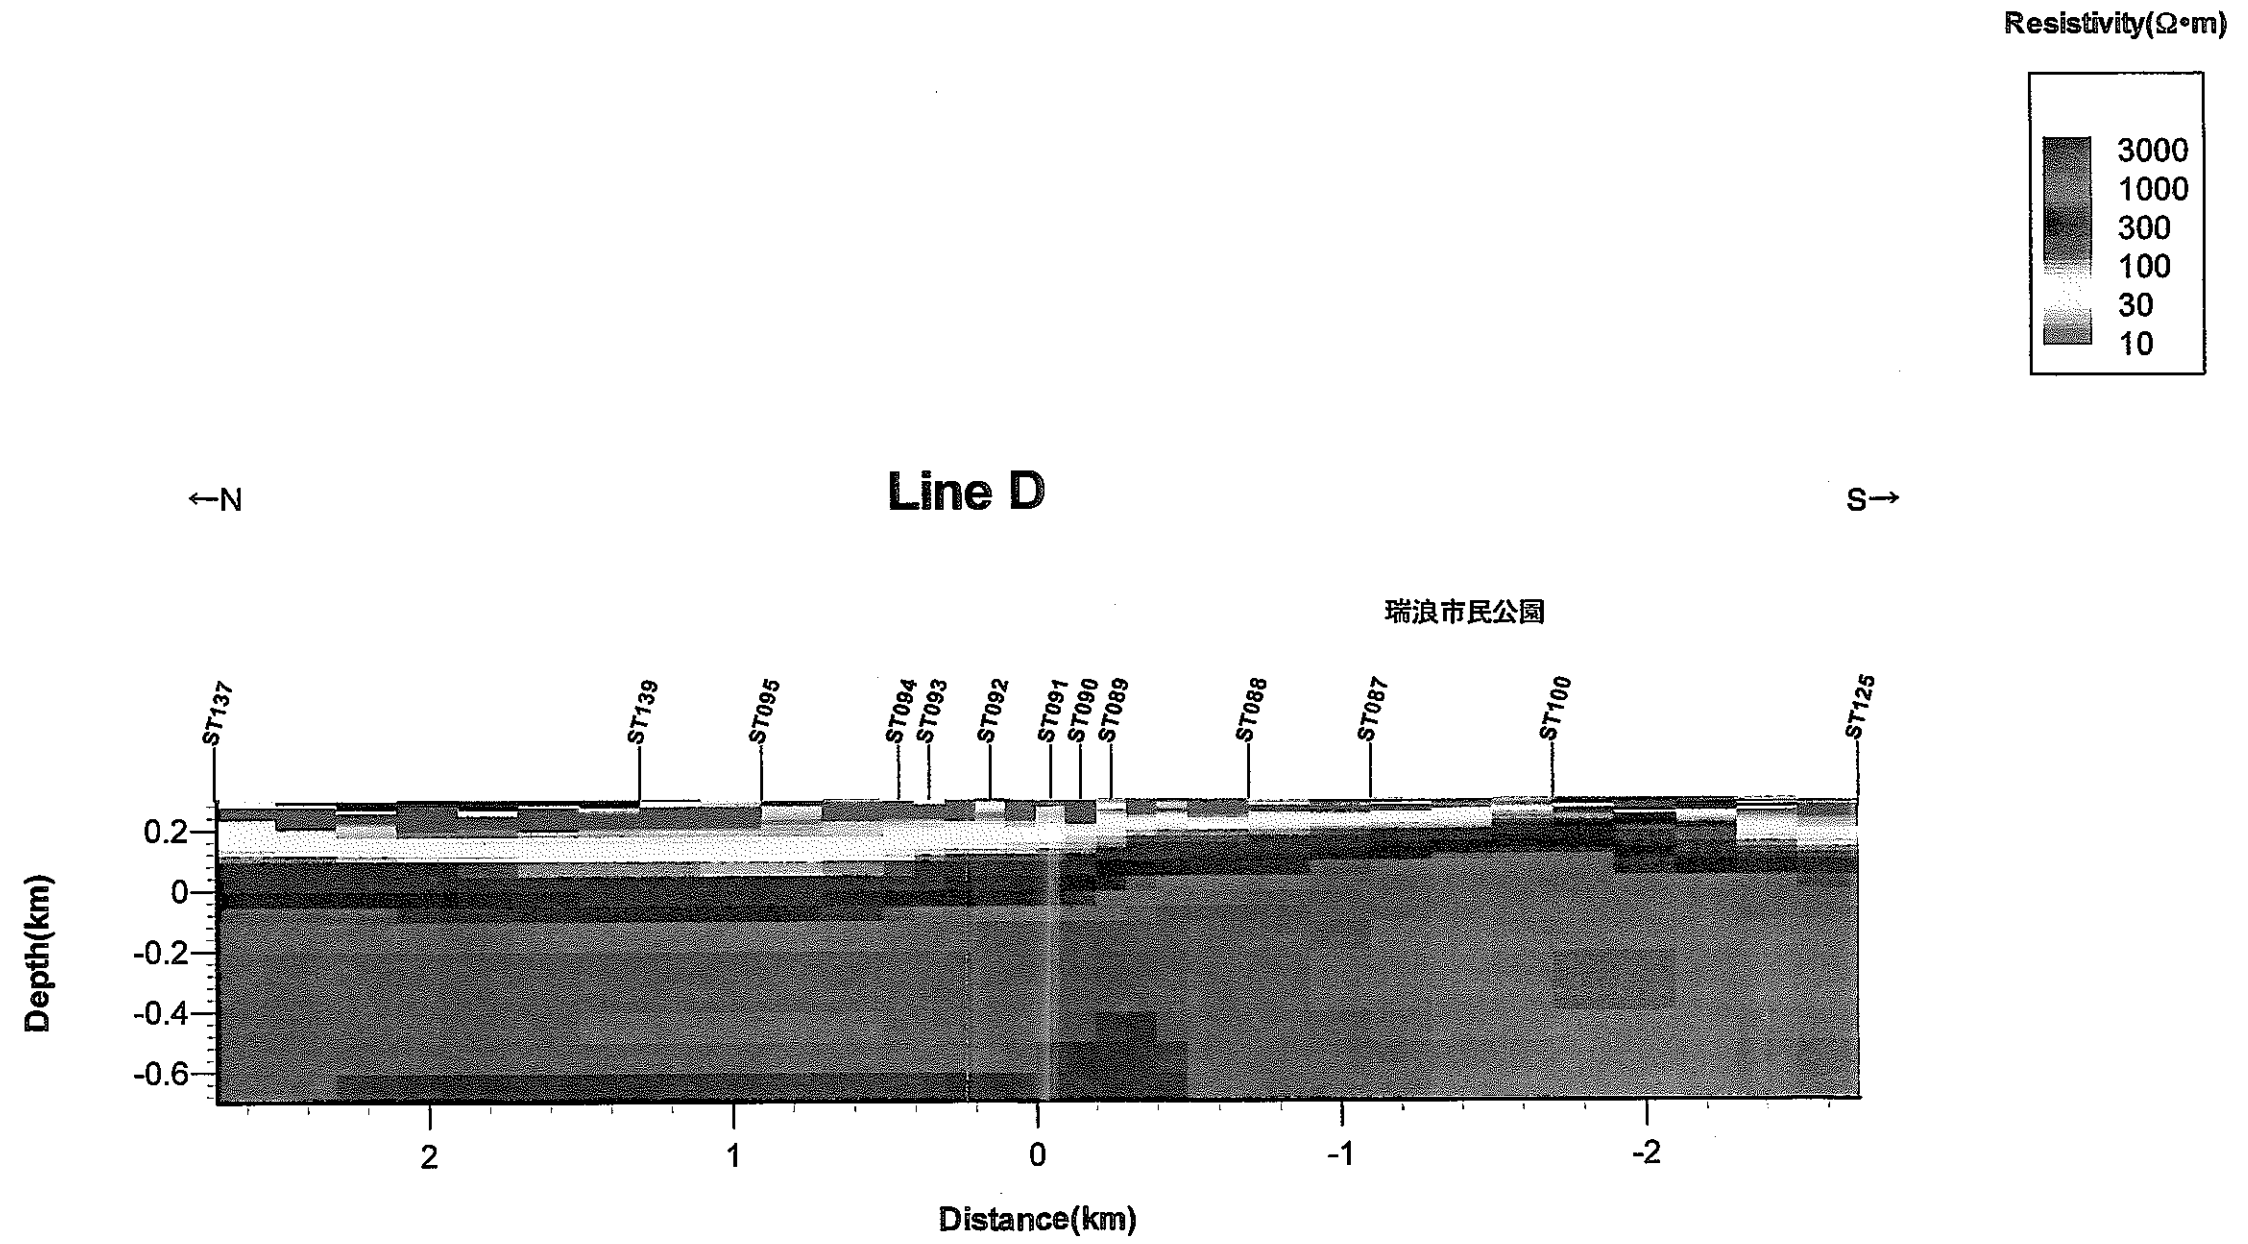 Resistivity(Ω•m)
3000
1000
300
100
30
10
←N
Line D
S→
瑞浪市民公園
ST137
ST139
ST095
ST094
ST093
ST092
ST091
ST090
ST089
ST088
ST087
ST100
ST125
0.2
0
-0.2
-0.4
-0.6
Depth(km)
2
1
0
-1
-2
Distance(km)